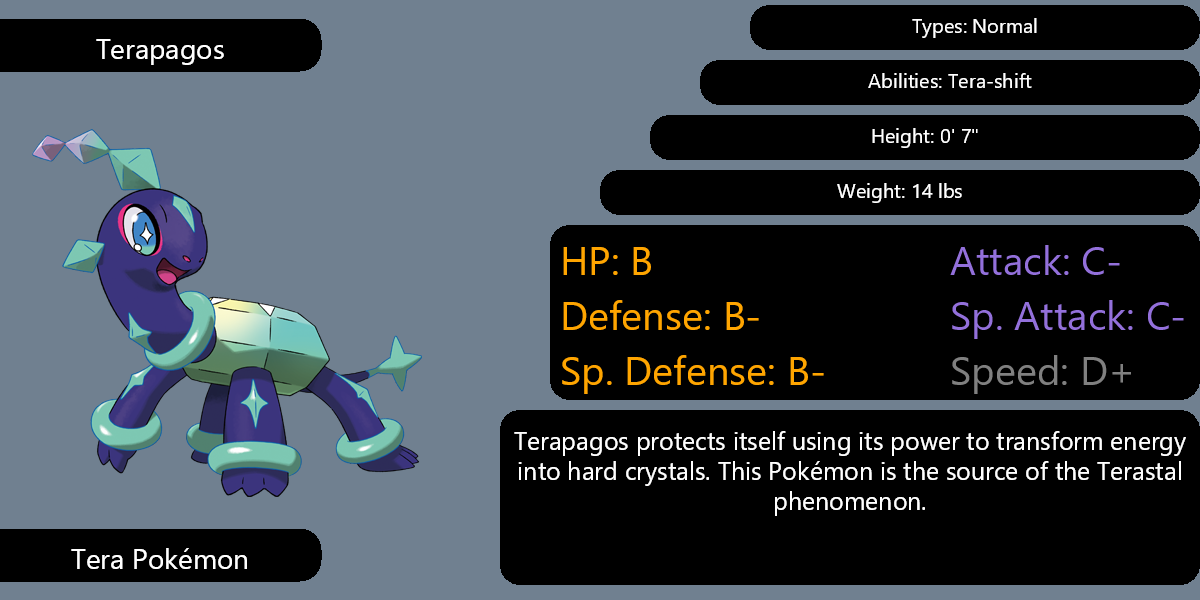 Terapagos
Types: Normal
Abilities: Tera-shift
Height: 0' 7"
Weight: 14 lbs
HP: B
Attack: C-
Defense: B-
Sp. Attack: C-
Sp. Defense: B-
Speed: D+
Terapagos protects itself using its power to transform energy
into hard crystals. This Pokémon is the source of the Terastal
phenomenon.
Tera Pokémon